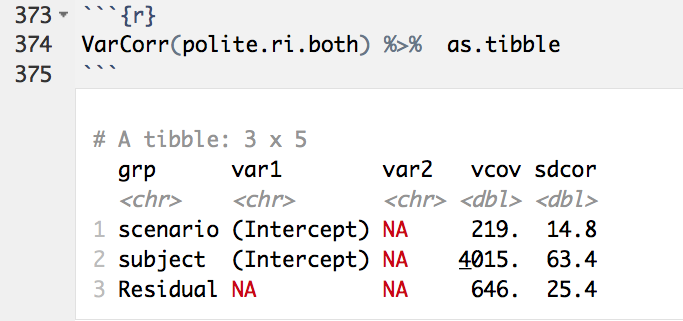 373 ```{r}
374 VarCorr(polite.ri.both) %>%  as.tibble
375 ```
# A tibble: 3 x 5
grp var1 var2 vcov sdcor
<chr> <chr> <chr> <dbl> <dbl>
1 scenario (Intercept) NA 219. 14.8
2 subject (Intercept) NA 4015. 63.4
3 Residual NA NA 646. 25.4